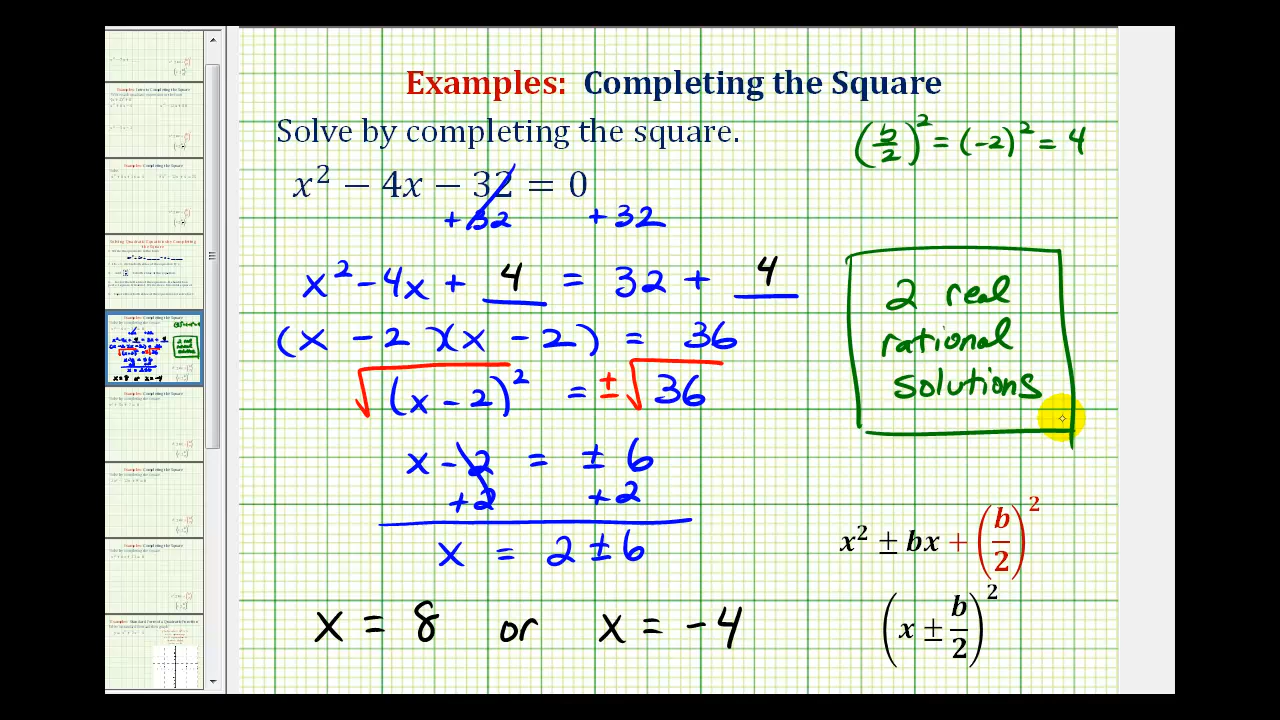 Examples: Completing the Square
Solve by completing the square.
(b/2)² = (-2)² = 4
x² − 4x − 32 = 0
+32 +32
x² - 4x + 4 = 32 + 4
(x - 2)(x - 2) = 36
√(x - 2)² = ±√36
x - 2 = ± 6
+2 +2
x = 2 ± 6
x = 8 or x = -4
2 real
rational
solutions
x² ± bx + (b/2)²
(x ± b/2)²